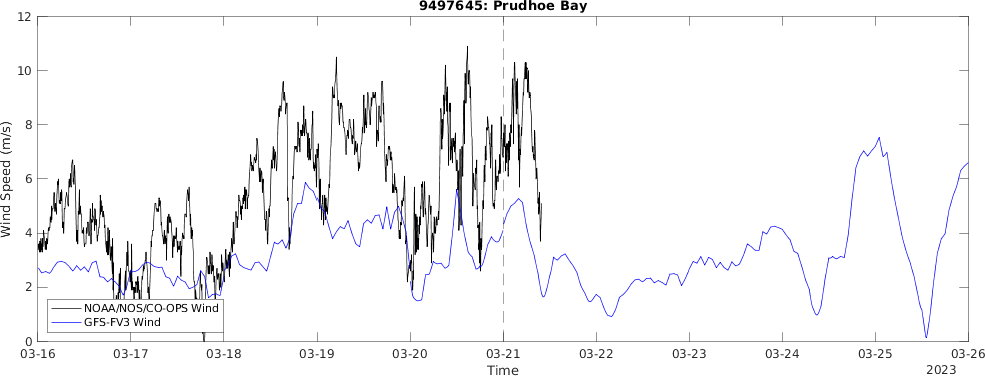 9497645: Prudhoe Bay
12
10
8
6
4
2
0
Wind Speed (m/s)
NOAA/NOS/CO-OPS Wind
GFS-FV3 Wind
03-16 03-17 03-18 03-19 03-20 03-21 03-22 03-23 03-24 03-25 03-26
Time
2023